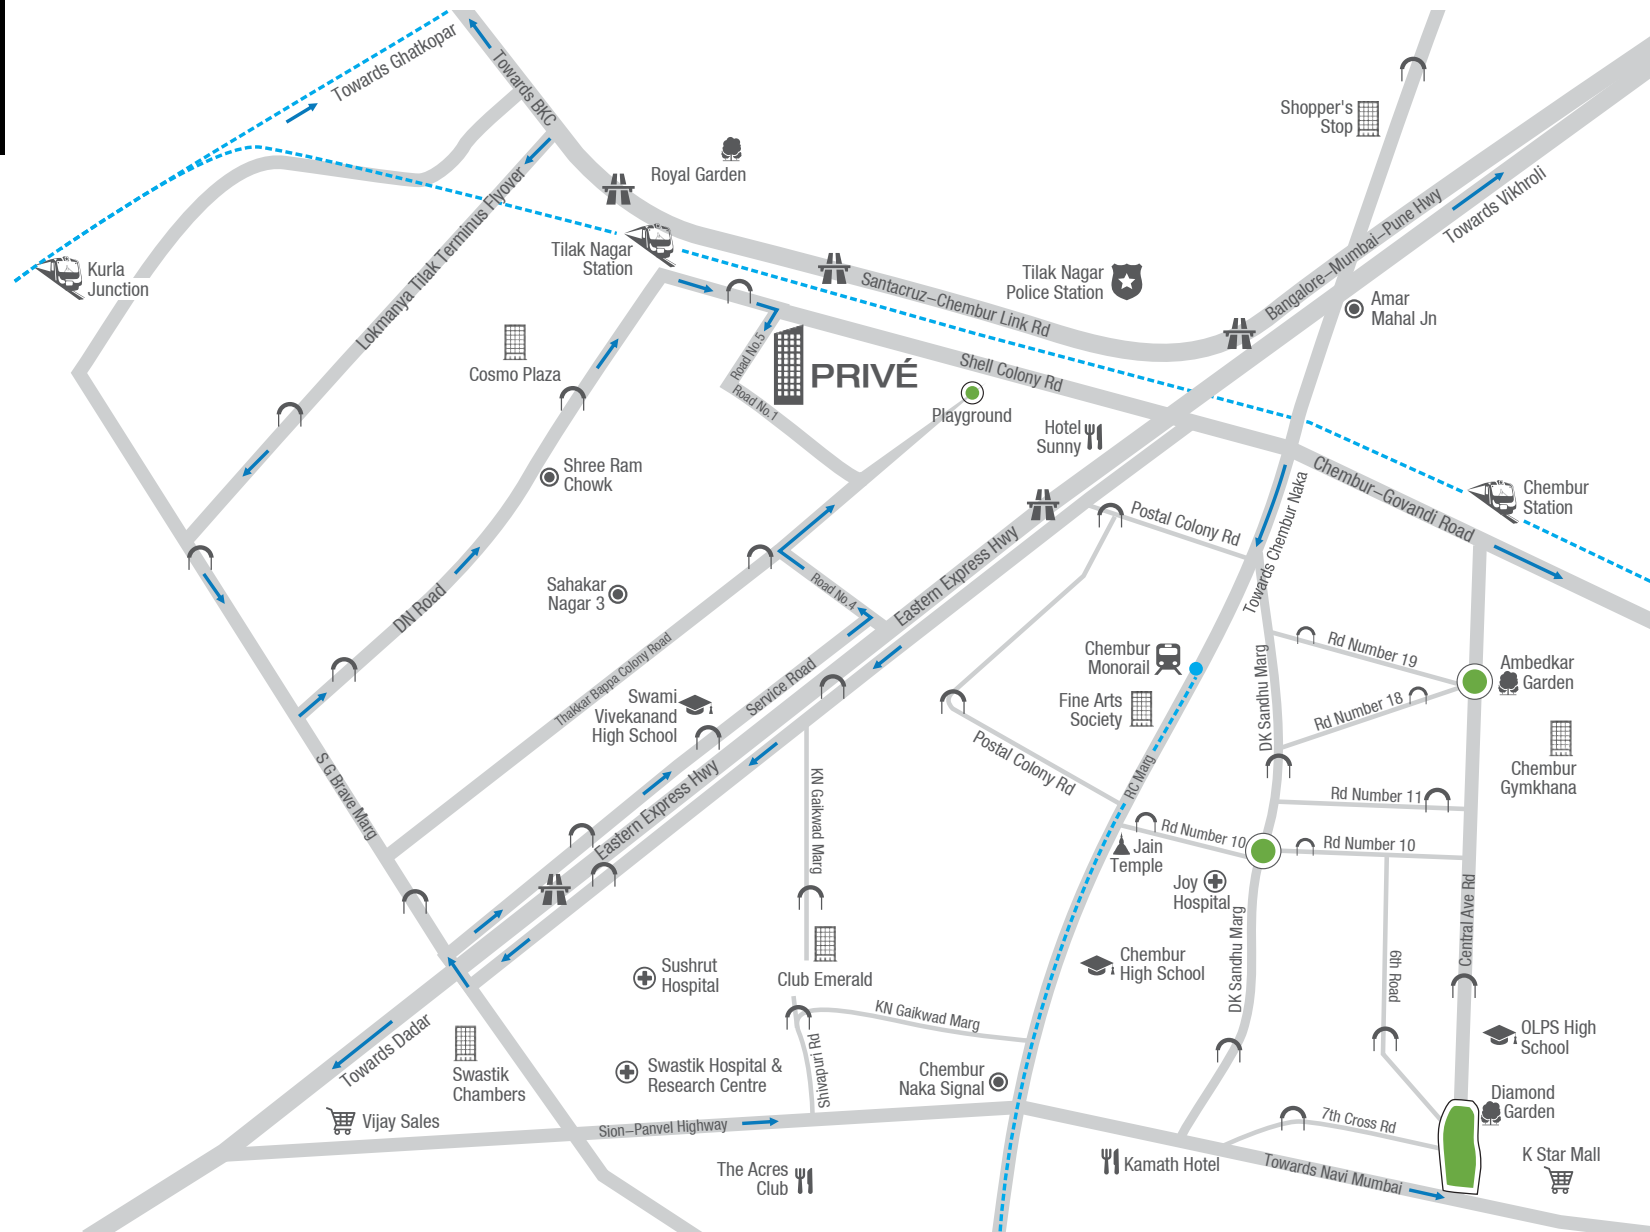 Towards Ghatkopar
Towards BKC
Shopper's
Stop
Royal Garden
Lokmanya Tilak Terminus Flyover
Tilak Nagar
Station
Kurla
Junction
Santacruz–Chembur Link Rd
Tilak Nagar
Police Station
Bangalore–Mumbai–Pune Hwy
Towards Vikhroli
Amar
Mahal Jn
Cosmo Plaza
Road No.5
PRIVÉ
Shell Colony Rd
Road No.1
Playground
Hotel
Sunny
Shree Ram
Chowk
Chembur–Govandi Road
Chembur
Station
Postal Colony Rd
Towards Chembur Naka
Eastern Express Hwy
Sahakar
Nagar 3
DN Road
Road No.4
Thakkar Bappa Colony Road
Service Road
Swami
Vivekanand
High School
Chembur
Monorail
Fine Arts
Society
DK Sandhu Marg
Rd Number 19
Rd Number 18
Ambedkar
Garden
Chembur
Gymkhana
Postal Colony Rd
RC Marg
S G Brave Marg
Eastern Express Hwy
KN Gaikwad Marg
Rd Number 11
Rd Number 10
Rd Number 10
Jain
Temple
Joy
Hospital
DK Sandhu Marg
Central Ave Rd
6th Road
Chembur
High School
Sushrut
Hospital
Club Emerald
KN Gaikwad Marg
Shivpuri Rd
Towards Dadar
Swastik
Chambers
Swastik Hospital &
Research Centre
Chembur
Naka Signal
OLPS High
School
Diamond
Garden
7th Cross Rd
Vijay Sales
Sion–Panvel Highway
The Acres
Club
Kamath Hotel
Towards Navi Mumbai
K Star Mall